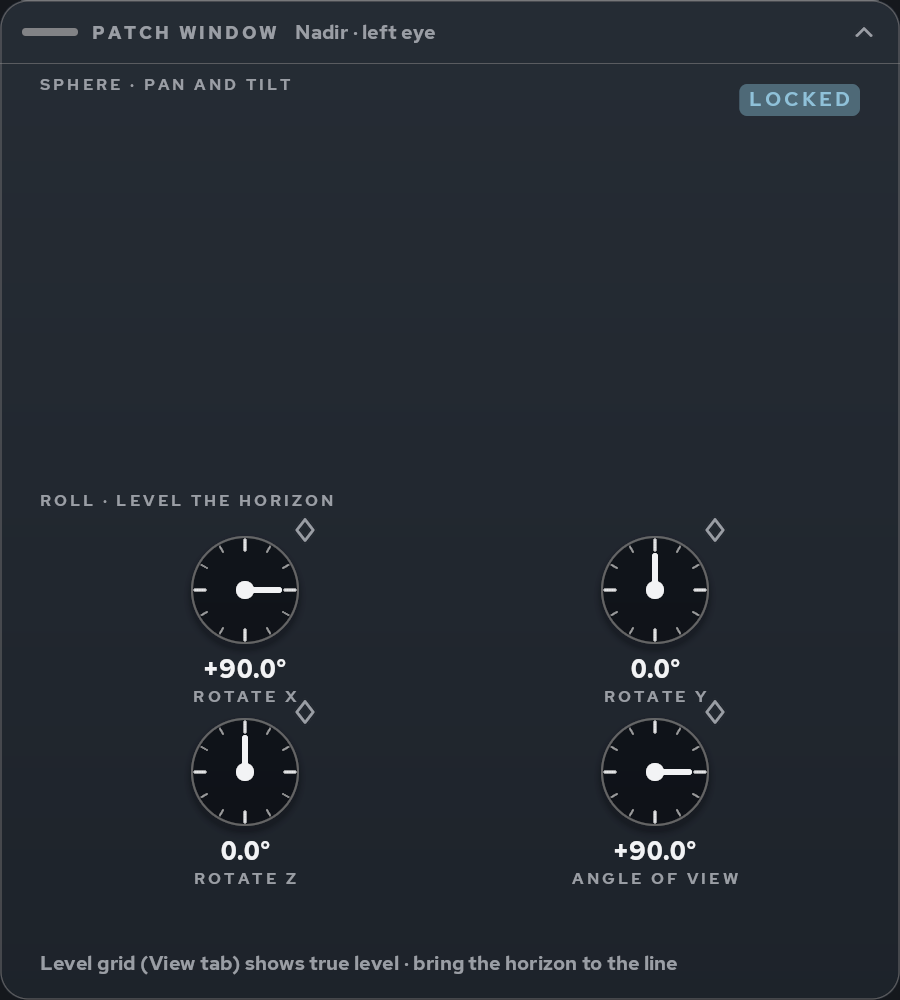 PATCH WINDOW Nadir · left eye
SPHERE · PAN AND TILT
LOCKED
ROLL · LEVEL THE HORIZON
+90.0° 0.0°
ROTATE X ROTATE Y
0.0° +90.0°
ROTATE Z ANGLE OF VIEW
Level grid (View tab) shows true level · bring the horizon to the line